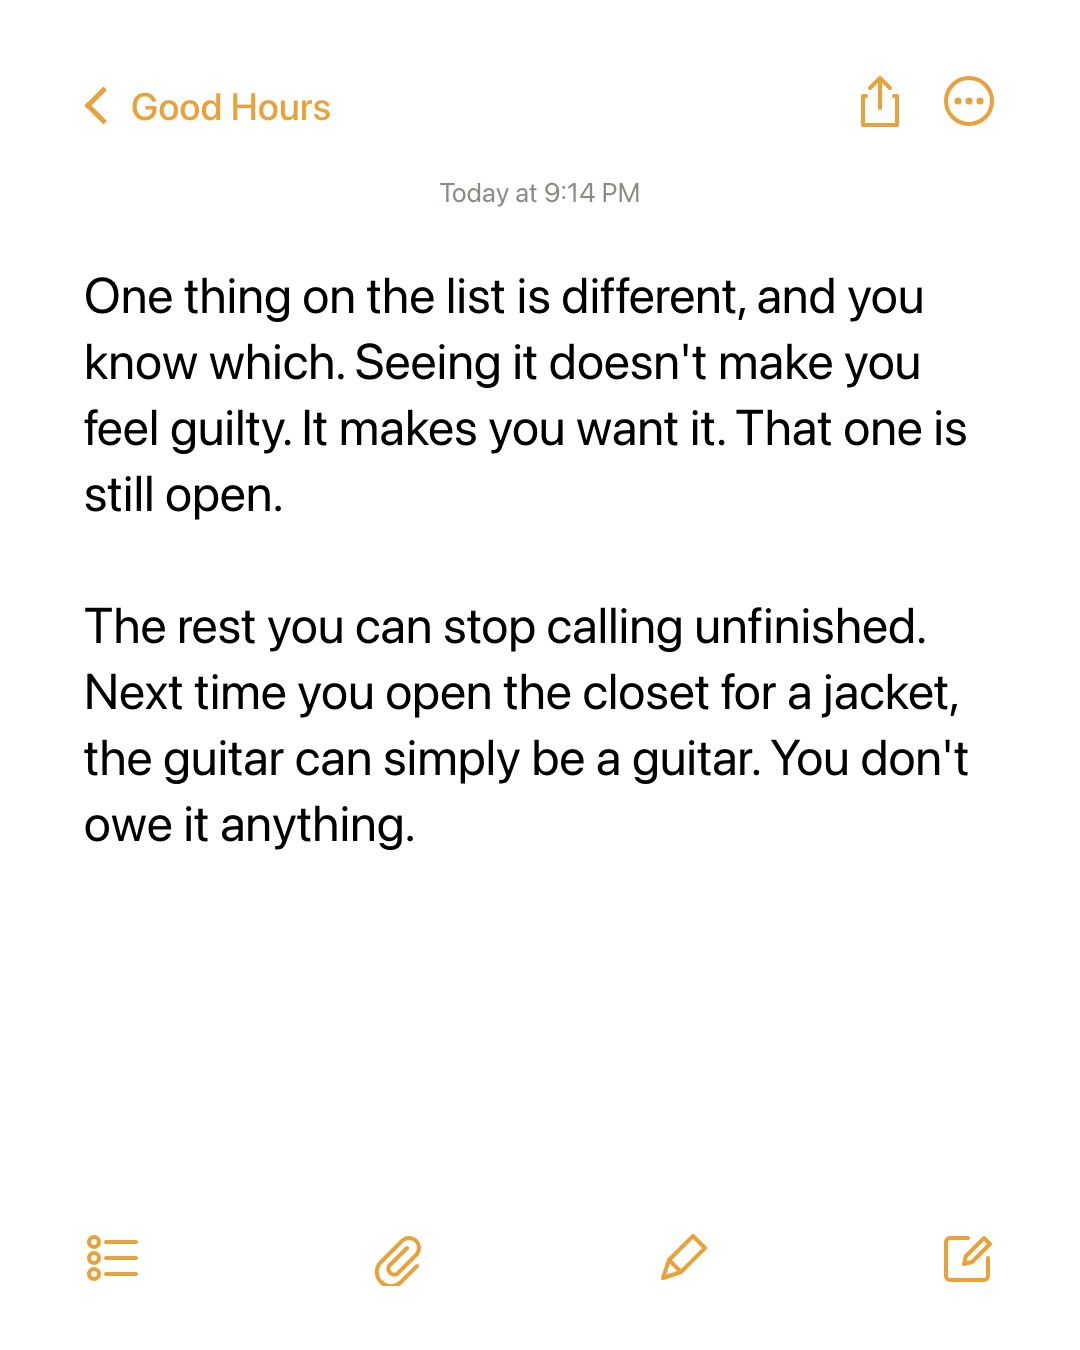 Good Hours
Today at 9:14 PM
One thing on the list is different, and you
know which. Seeing it doesn't make you
feel guilty. It makes you want it. That one is
still open.
The rest you can stop calling unfinished.
Next time you open the closet for a jacket,
the guitar can simply be a guitar. You don't
owe it anything.